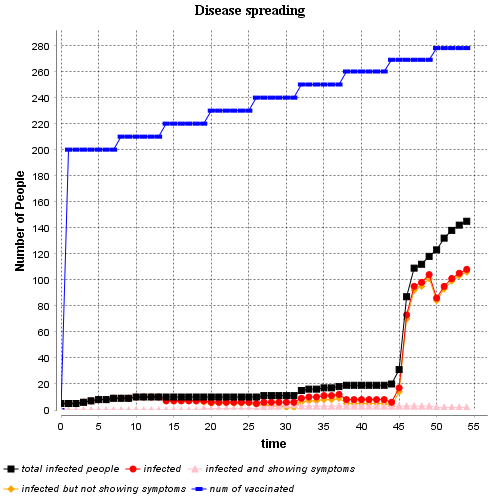 Disease spreading
Number of People
280
260
240
220
200
180
160
140
120
100
80
60
40
20
0
0 5 10 15 20 25 30 35 40 45 50 55
time
total infected people infected infected and showing symptoms
infected but not showing symptoms num of vaccinated